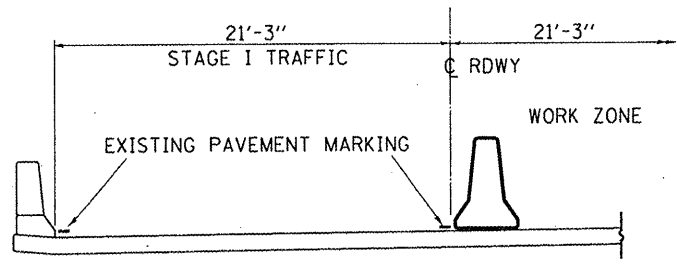 21'-3" 21'-3"
STAGE I TRAFFIC
℄ RDWY
WORK ZONE
EXISTING PAVEMENT MARKING